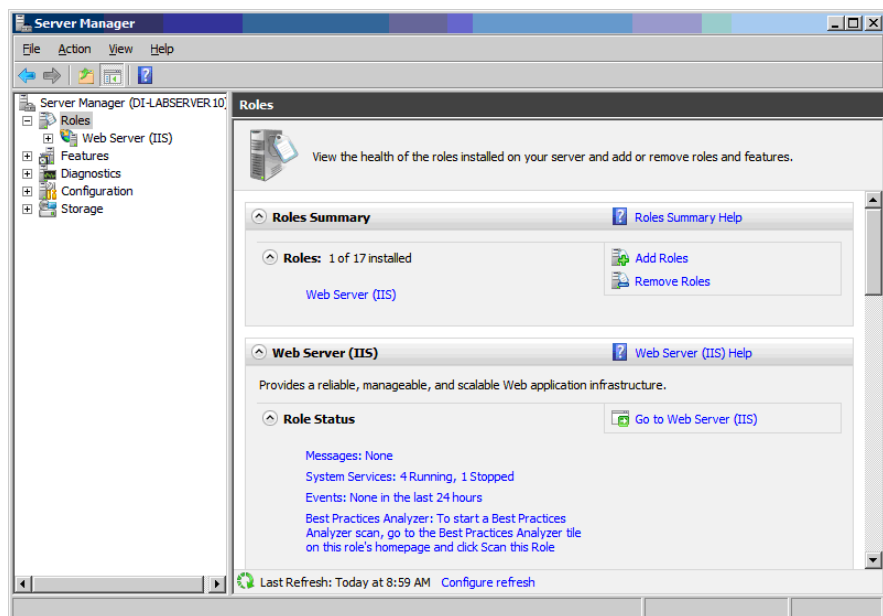 Server Manager
File Action View Help
Server Manager (DI-LABSERVER10)
Roles
Web Server (IIS)
Features
Diagnostics
Configuration
Storage
Roles
View the health of the roles installed on your server and add or remove roles and features.
Roles Summary
Roles Summary Help
Roles: 1 of 17 installed
Add Roles
Remove Roles
Web Server (IIS)
Web Server (IIS)
Web Server (IIS) Help
Provides a reliable, manageable, and scalable Web application infrastructure.
Role Status
Go to Web Server (IIS)
Messages: None
System Services: 4 Running, 1 Stopped
Events: None in the last 24 hours
Best Practices Analyzer: To start a Best Practices
Analyzer scan, go to the Best Practices Analyzer tile
on this role's homepage and click Scan this Role
Last Refresh: Today at 8:59 AM Configure refresh